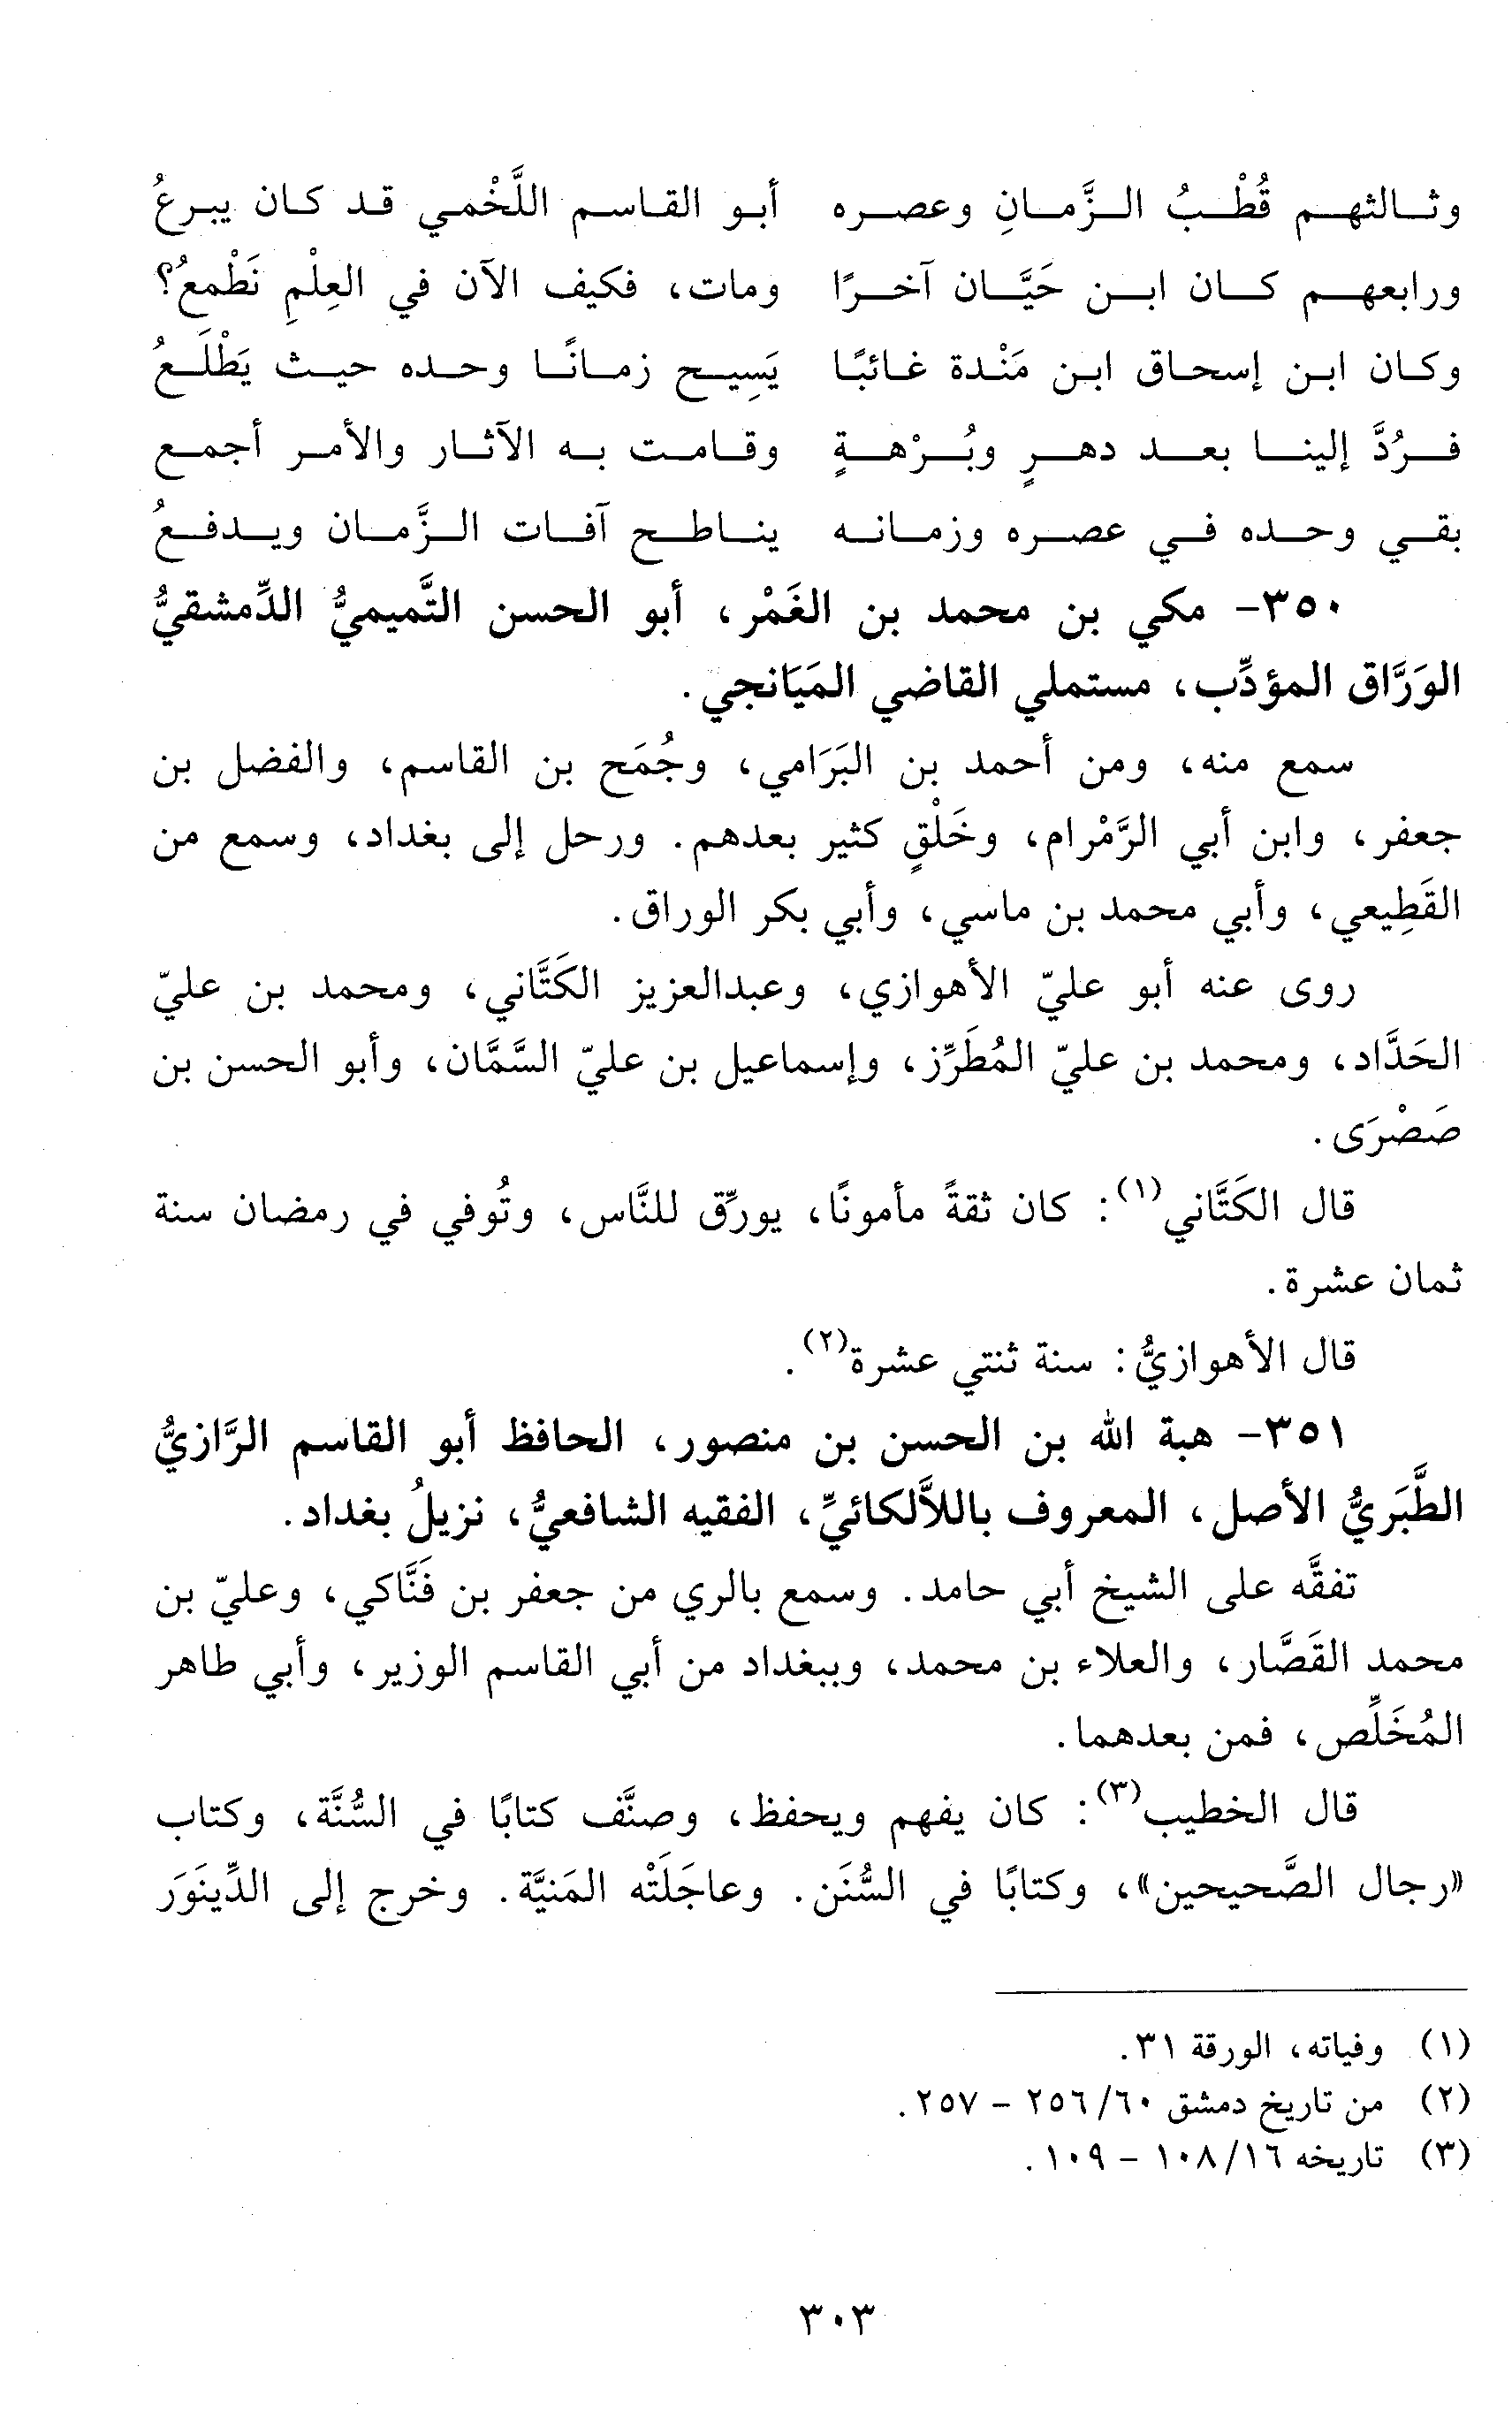 وثالثهم قُطْبُ الزَّمانِ وعصره أبو القاسم اللَّخْمي قد كان يبرعُ
ورابعهم كان ابن حَيَّان آخرًا ومات، فكيف الآن في العِلْمِ نَطْمعُ؟
وكان ابن إسحاق ابن مَنْدة غائبًا يَسِيح زمانًا وحده حيث يَطْلَعُ
فرُدَّ إلينا بعد دهرٍ وبُرْهةٍ وقامت به الآثار والأمر أجمع
بقي وحده في عصره وزمانه يناطح آفات الزَّمان ويدفعُ
٣٥٠- مكي بن محمد بن الغَمْر، أبو الحسن التَّميميُّ الدِّمشقيُّ
الوَرَّاق المؤدِّب، مستملي القاضي المَيَانجي.
سمع منه، ومن أحمد بن البَرَامي، وجُمَح بن القاسم، والفضل بن
جعفر، وابن أبي الرَّمْرام، وخَلْقٍ كثير بعدهم. ورحل إلى بغداد، وسمع من
القَطِيعي، وأبي محمد بن ماسي، وأبي بكر الوراق.
روى عنه أبو عليّ الأهوازي، وعبدالعزيز الكَتَّاني، ومحمد بن عليّ
الحَدَّاد، ومحمد بن عليّ المُطَرِّز، وإسماعيل بن عليّ السَّمَّان، وأبو الحسن بن
صَصْرَى.
قال الكَتَّاني(١): كان ثقةً مأمونًا، يورِّق للنَّاس، وتُوفي في رمضان سنة
ثمان عشرة.
قال الأهوازيُّ: سنة ثنتي عشرة(٢).
٣٥١- هبة الله بن الحسن بن منصور، الحافظ أبو القاسم الرَّازيُّ
الطَّبَريُّ الأصل، المعروف باللاَّلكائيِّ، الفقيه الشافعيُّ، نزيلُ بغداد.
تفقَّه على الشيخ أبي حامد. وسمع بالري من جعفر بن فَنَّاكي، وعليّ بن
محمد القَصَّار، والعلاء بن محمد، وببغداد من أبي القاسم الوزير، وأبي طاهر
المُخَلِّص، فمن بعدهما.
قال الخطيب(٣): كان يفهم ويحفظ، وصنَّف كتابًا في السُّنَّة، وكتاب
«رجال الصَّحيحين»، وكتابًا في السُّنَن. وعاجَلَتْه المَنيَّة. وخرج إلى الدِّينَوَر
(١) وفياته، الورقة ٣١.
(٢) من تاريخ دمشق ٦٠/ ٢٥٦ - ٢٥٧.
(٣) تاريخه ١٦/ ١٠٨ - ١٠٩.
٣٠٣